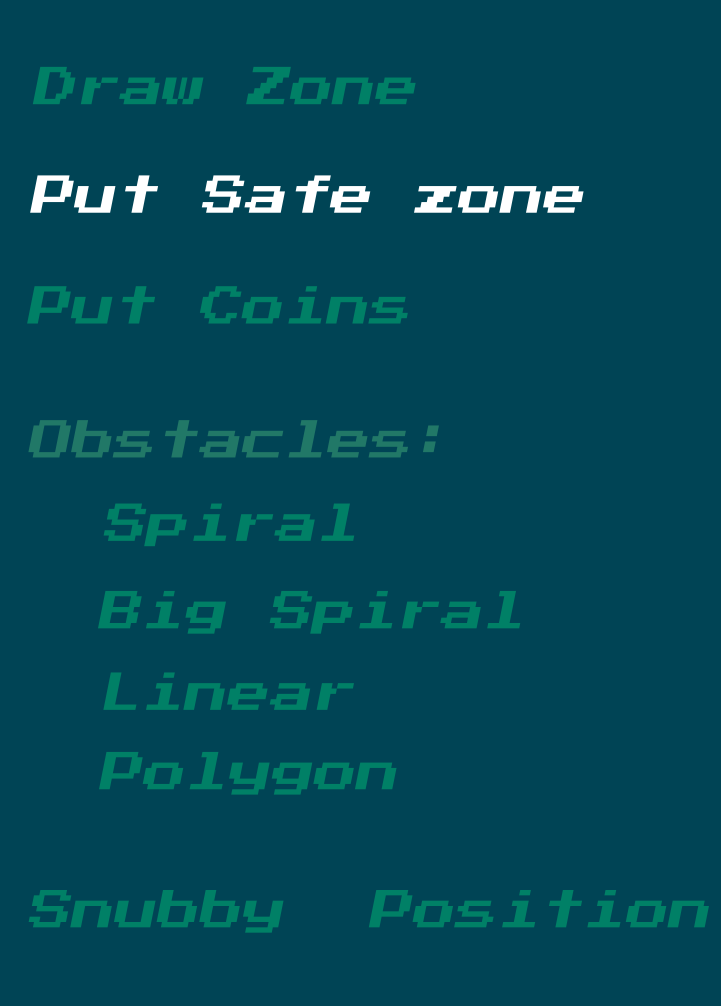 Draw Zone
Put Safe zone
Put Coins
Obstacles:
Spiral
Big Spiral
Linear
Polygon
Snubby Position